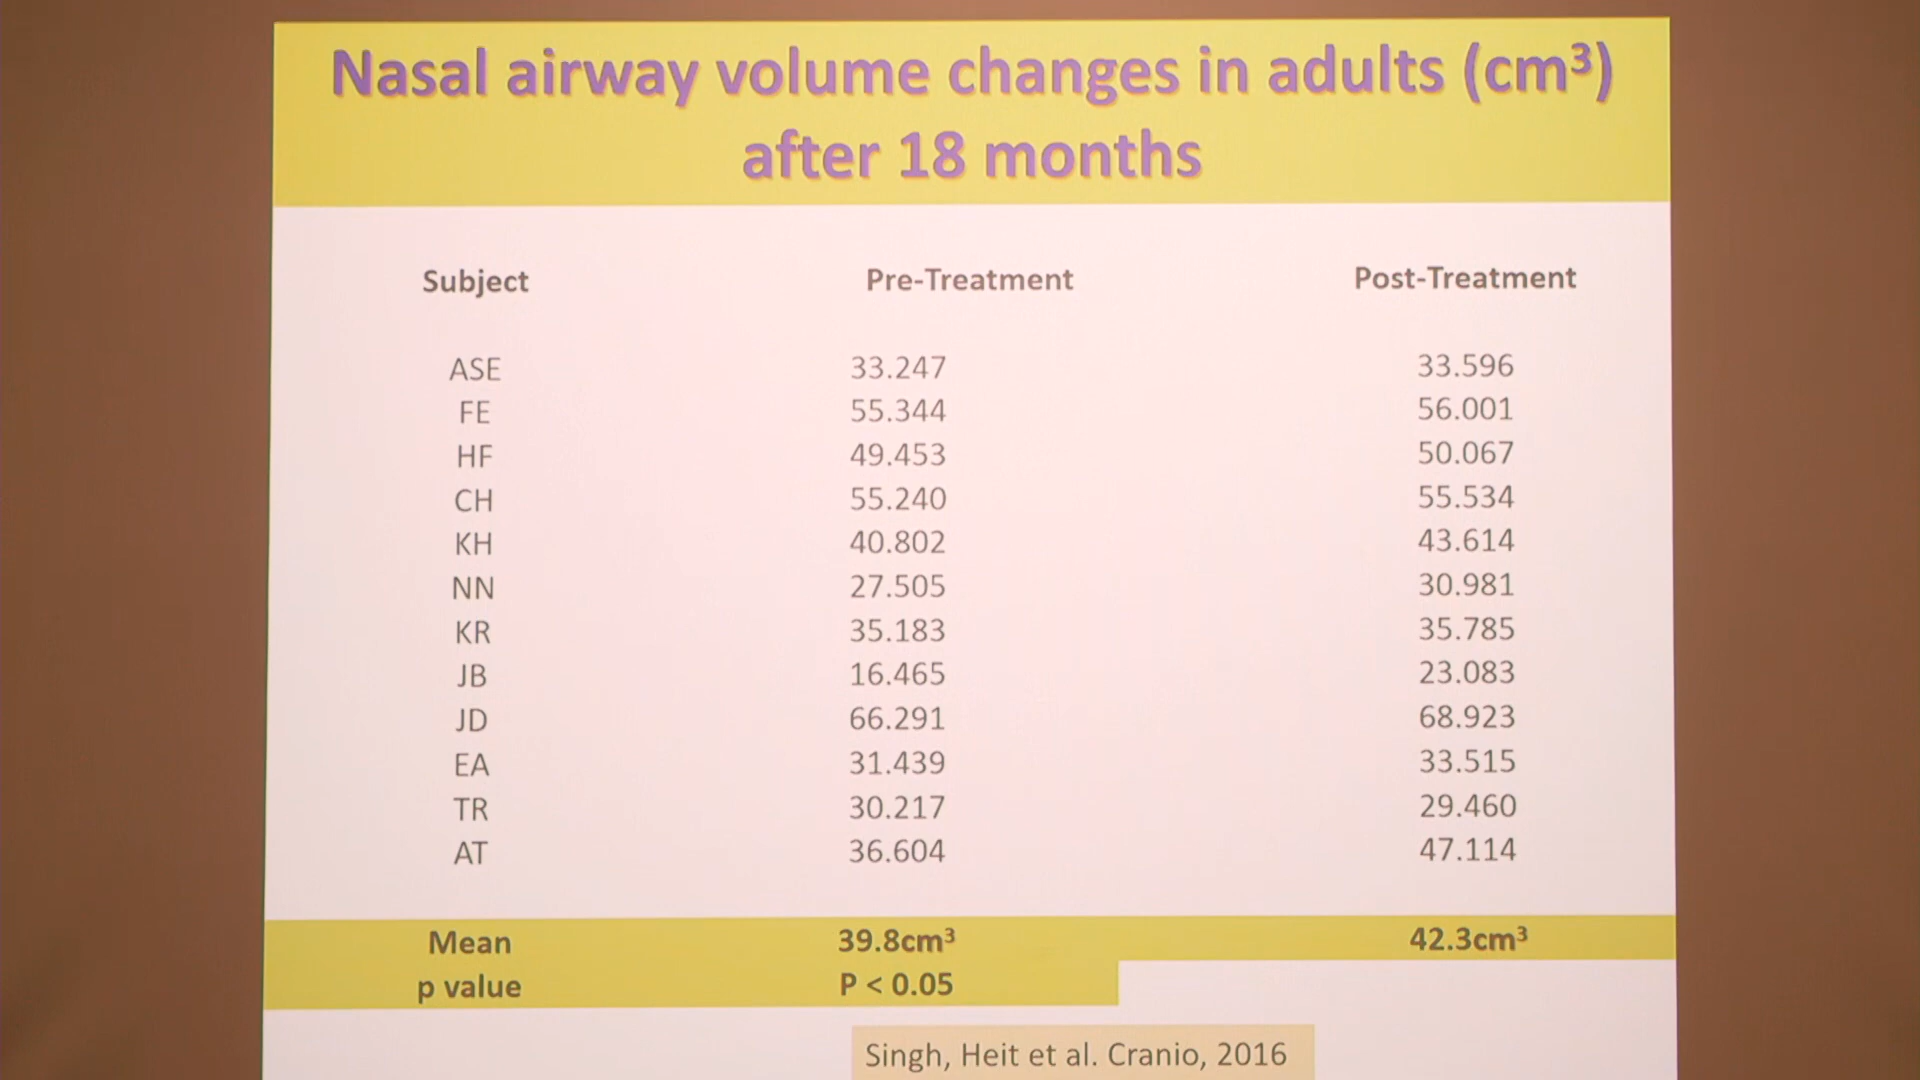 Nasal airway volume changes in adults (cm³)
after 18 months
Subject Pre-Treatment Post-Treatment
ASE 33.247 33.596
FE 55.344 56.001
HF 49.453 50.067
CH 55.240 55.534
KH 40.802 43.614
NN 27.505 30.981
KR 35.183 35.785
JB 16.465 23.083
JD 66.291 68.923
EA 31.439 33.515
TR 30.217 29.460
AT 36.604 47.114
Mean 39.8cm³ 42.3cm³
p value P < 0.05
Singh, Heit et al. Cranio, 2016